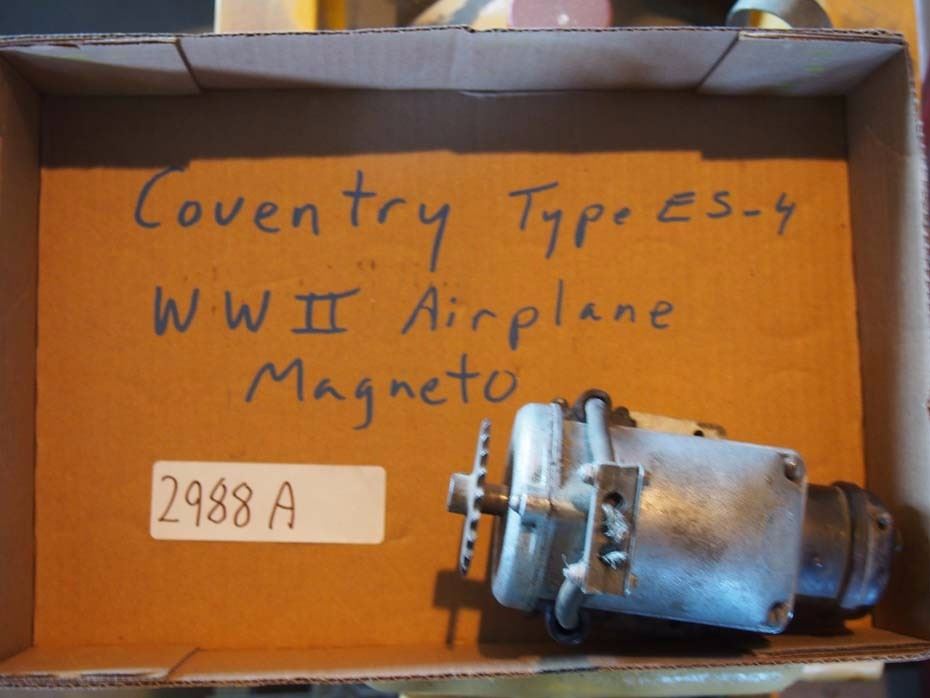 Coventry Type ES-4
WW II Airplane
Magneto
2988 A